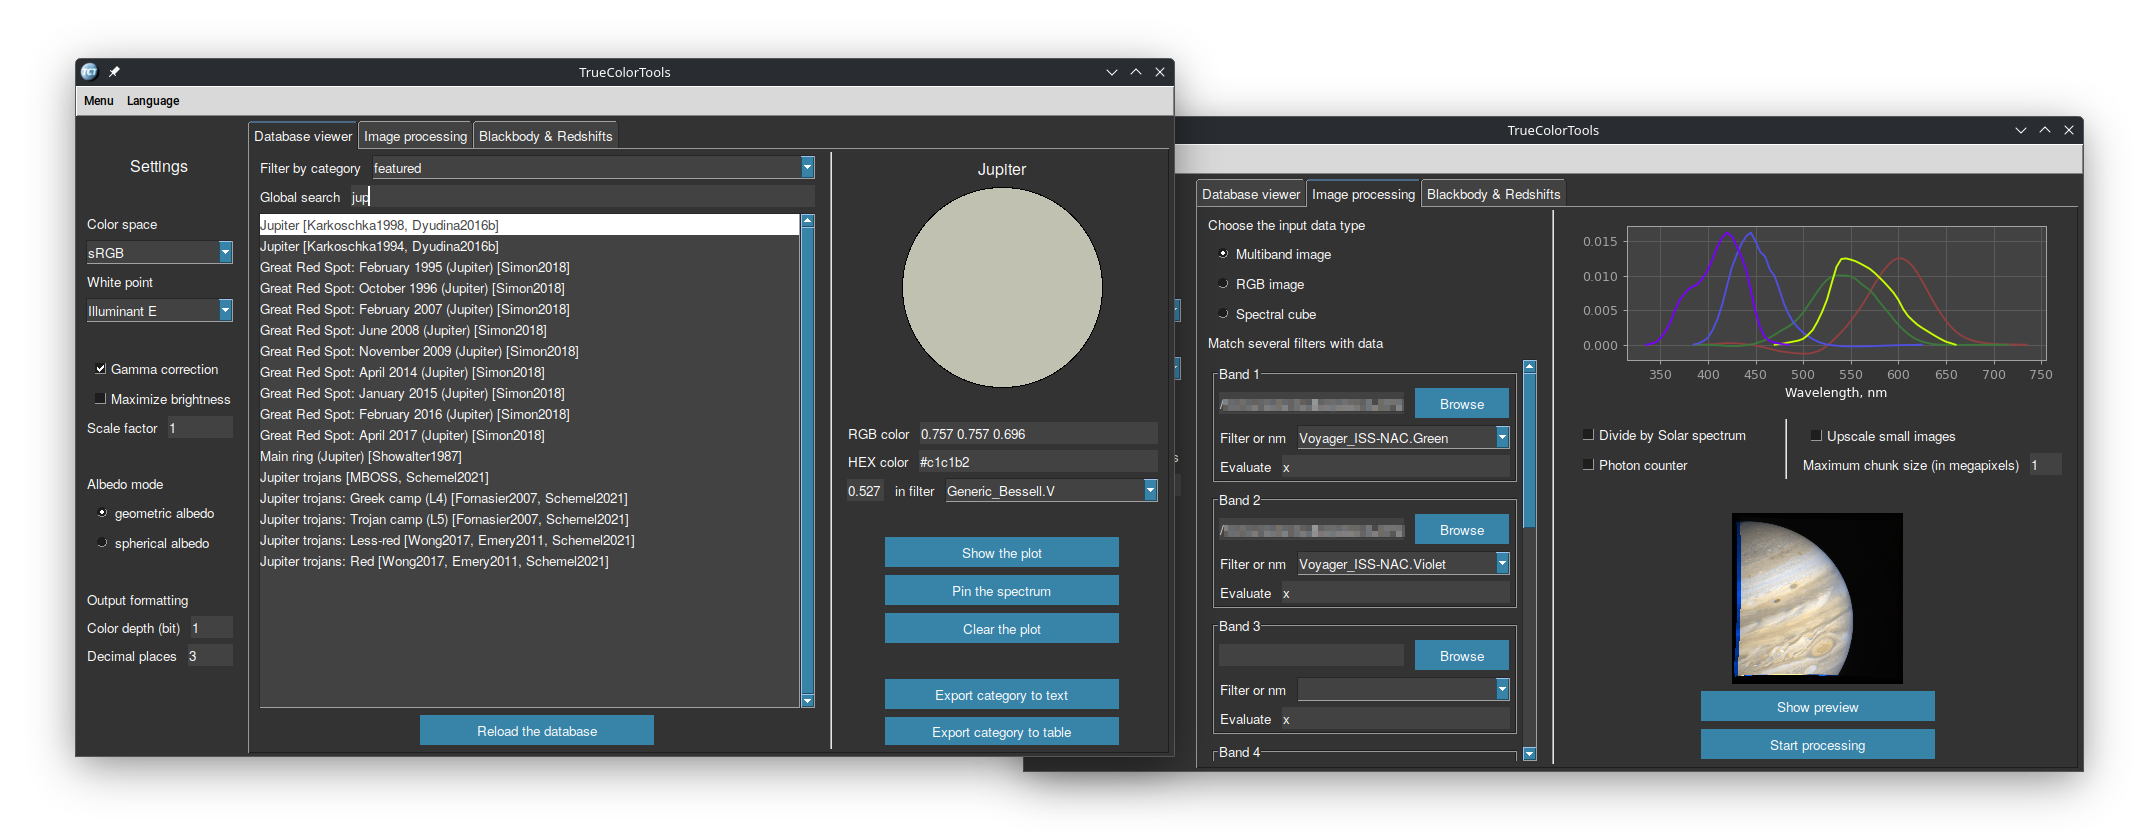 TCT
TrueColorTools
Menu Language
Settings
Color space
sRGB
White point
Illuminant E
Gamma correction
Maximize brightness
Scale factor 1
Albedo mode
geometric albedo
spherical albedo
Output formatting
Color depth (bit) 1
Decimal places 3
Database viewer Image processing Blackbody & Redshifts
Filter by category featured
Global search jup
Jupiter [Karkoschka1998, Dyudina2016b]
Jupiter [Karkoschka1994, Dyudina2016b]
Great Red Spot: February 1995 (Jupiter) [Simon2018]
Great Red Spot: October 1996 (Jupiter) [Simon2018]
Great Red Spot: February 2007 (Jupiter) [Simon2018]
Great Red Spot: June 2008 (Jupiter) [Simon2018]
Great Red Spot: November 2009 (Jupiter) [Simon2018]
Great Red Spot: April 2014 (Jupiter) [Simon2018]
Great Red Spot: January 2015 (Jupiter) [Simon2018]
Great Red Spot: February 2016 (Jupiter) [Simon2018]
Great Red Spot: April 2017 (Jupiter) [Simon2018]
Main ring (Jupiter) [Showalter1987]
Jupiter trojans [MBOSS, Schemel2021]
Jupiter trojans: Greek camp (L4) [Fornasier2007, Schemel2021]
Jupiter trojans: Trojan camp (L5) [Fornasier2007, Schemel2021]
Jupiter trojans: Less-red [Wong2017, Emery2011, Schemel2021]
Jupiter trojans: Red [Wong2017, Emery2011, Schemel2021]
Reload the database
Jupiter
RGB color 0.757 0.757 0.696
HEX color #c1c1b2
0.527 in filter Generic_Bessell.V
Show the plot
Pin the spectrum
Clear the plot
Export category to text
Export category to table
TrueColorTools
s
Database viewer Image processing Blackbody & Redshifts
Choose the input data type
Multiband image
RGB image
Spectral cube
Match several filters with data
Band 1
/
Browse
Filter or nm Voyager_ISS-NAC.Green
Evaluate x
Band 2
/
Browse
Filter or nm Voyager_ISS-NAC.Violet
Evaluate x
Band 3
Browse
Filter or nm
Evaluate x
Band 4
0.015
0.010
0.005
0.000
350 400 450 500 550 600 650 700 750
Wavelength, nm
Divide by Solar spectrum
Photon counter
Upscale small images
Maximum chunk size (in megapixels) 1
Show preview
Start processing